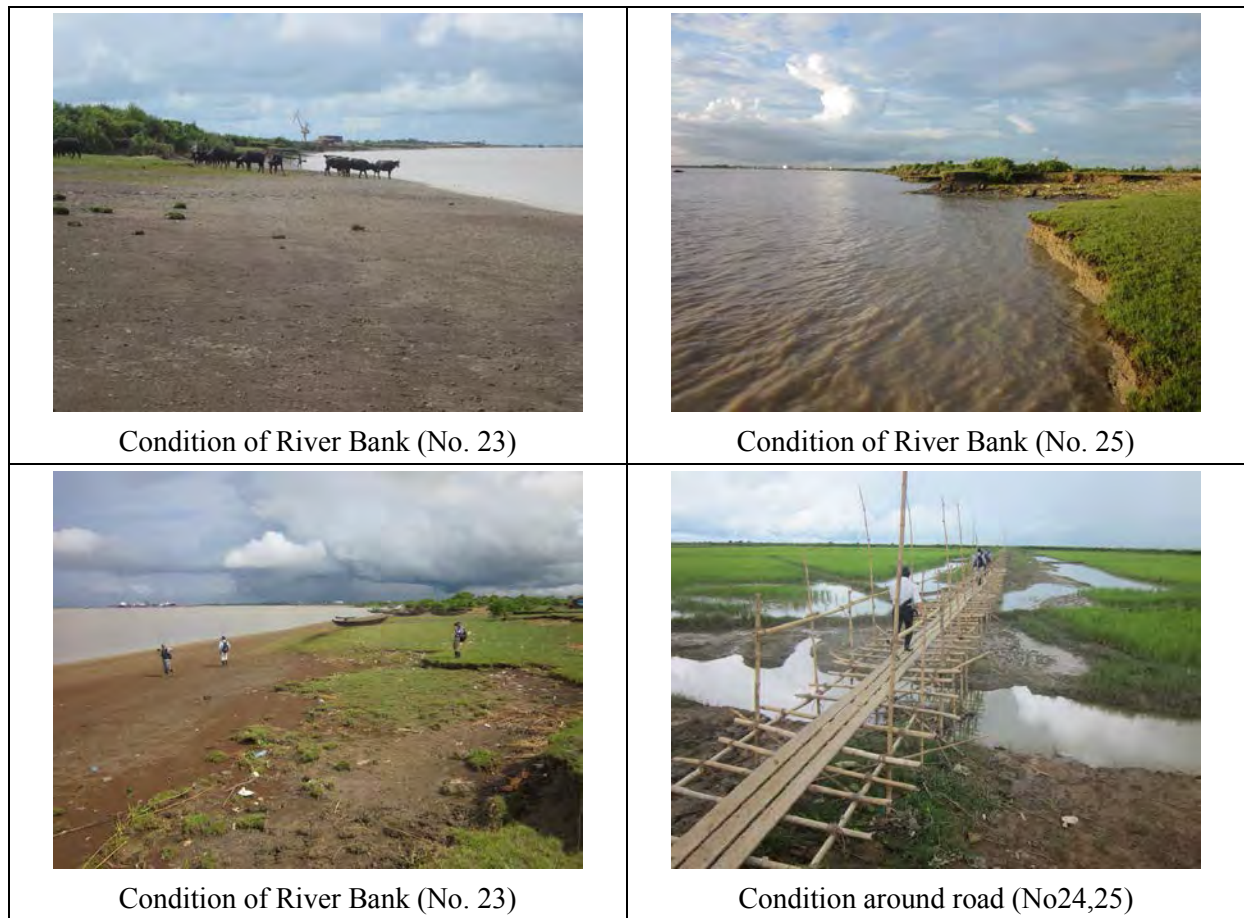 Condition of River Bank (No. 23)
Condition of River Bank (No. 25)
Condition of River Bank (No. 23)
Condition around road (No24,25)